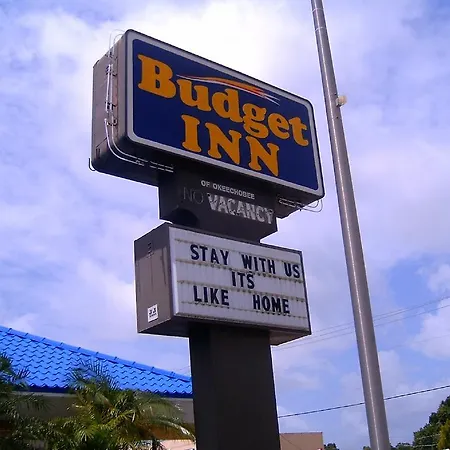 Budget
INN
OF OKEECHOBEE
NO VACANCY
STAY WITH US
ITS
LIKE HOME